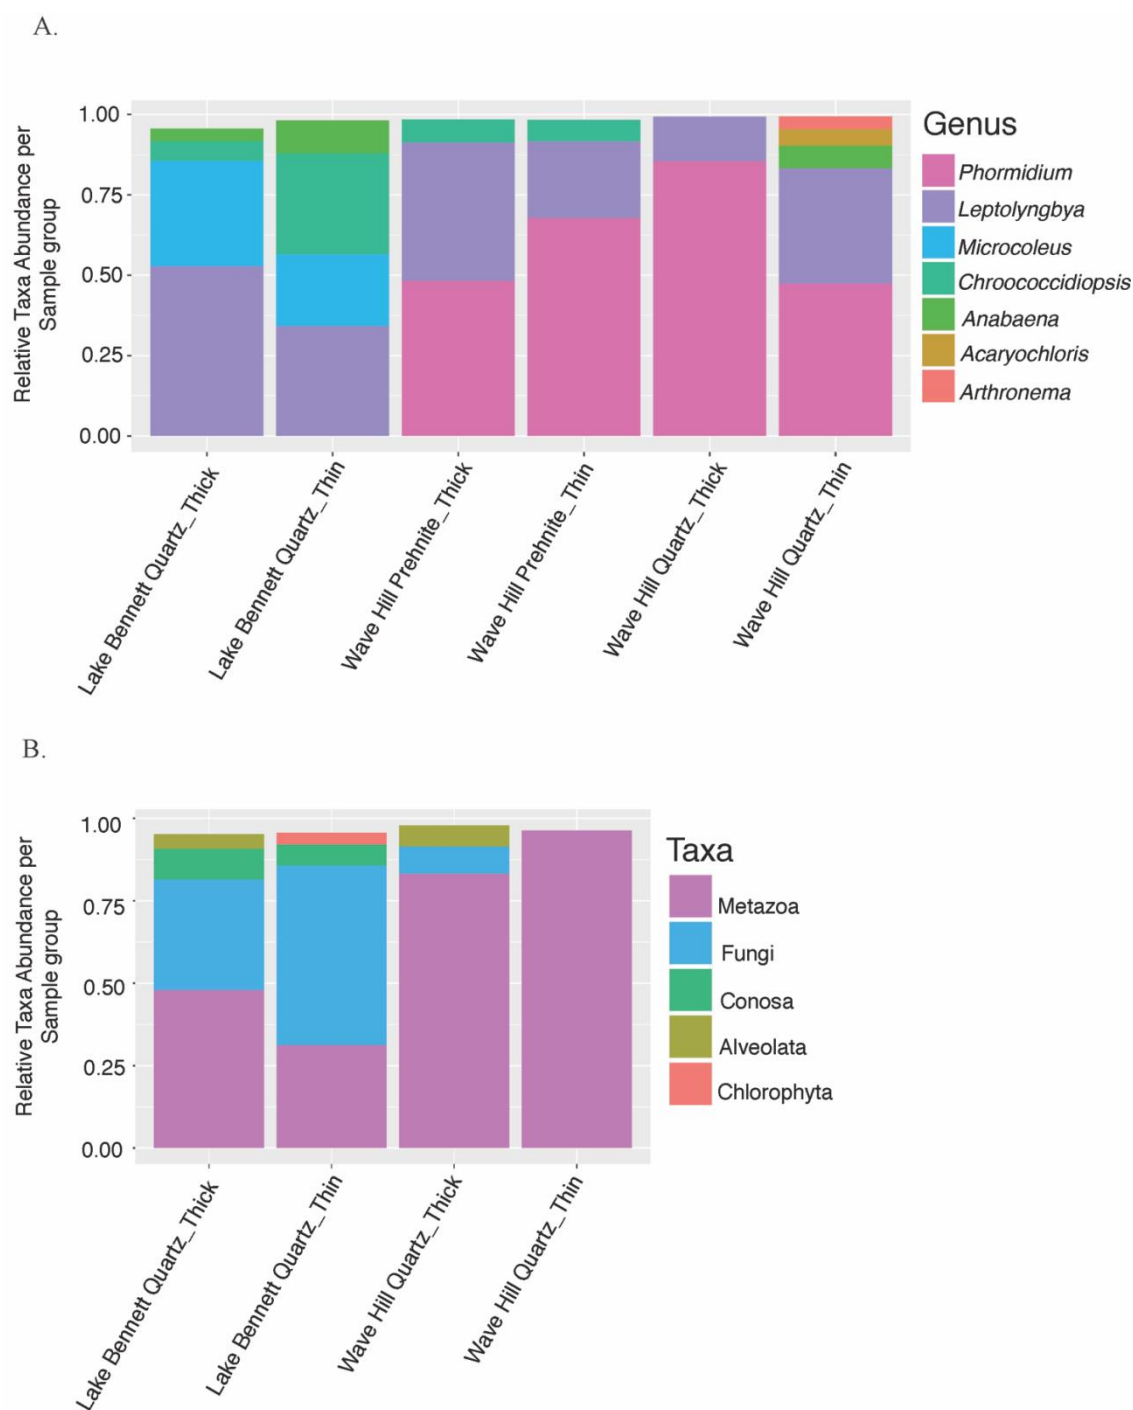 A.
Relative Taxa Abundance per
Sample group
1.00
0.75
0.50
0.25
0.00
Lake Bennett Quartz_Thick
Lake Bennett Quartz_Thin
Wave Hill Prehnite_Thick
Wave Hill Prehnite_Thin
Wave Hill Quartz_Thick
Wave Hill Quartz_Thin
Genus
Phormidium
Leptolyngbya
Microcoleus
Chroococcidiopsis
Anabaena
Acaryochloris
Arthronema
B.
Relative Taxa Abundance per
Sample group
1.00
0.75
0.50
0.25
0.00
Lake Bennett Quartz_Thick
Lake Bennett Quartz_Thin
Wave Hill Quartz_Thick
Wave Hill Quartz_Thin
Taxa
Metazoa
Fungi
Conosa
Alveolata
Chlorophyta